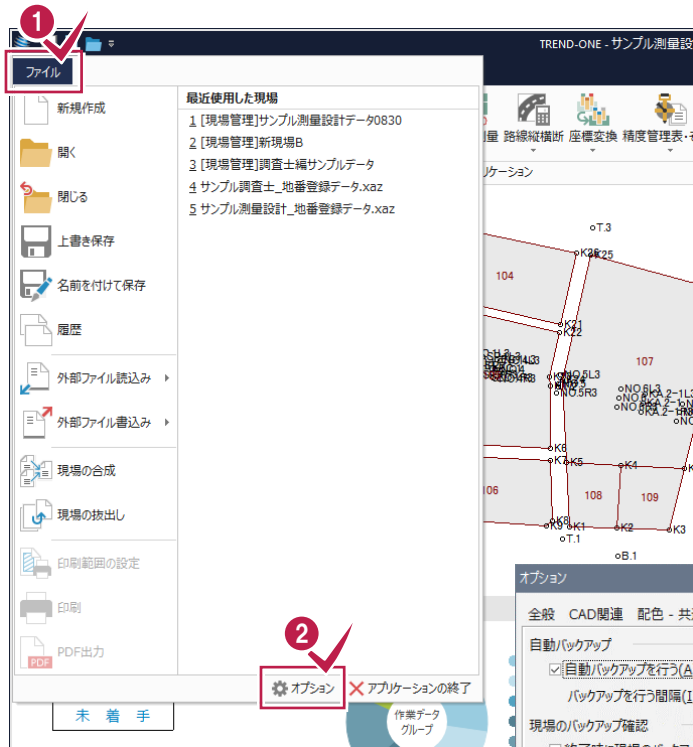 1
TREND-ONE - サンプル測量設
ファイル
新規作成
開く
閉じる
上書き保存
名前を付けて保存
履歴
外部ファイル読込み
外部ファイル書込み
現場の合成
現場の抜出し
印刷範囲の設定
印刷
PDF出力
PDF
最近使用した現場
1 [現場管理]サンプル測量設計データ0830
2 [現場管理]新現場B
3 [現場管理]調査士編サンプルデータ
4 サンプル調査士_地番登録データ.xaz
5 サンプル測量設計_地番登録データ.xaz
2
オプション
アプリケーションの終了
量 路線縦横断 座標変換 精度管理表・そ
リケーション
T.3
K25
104
K21
K22
107
NO.5L3
NO.5R3
K6
K7
K5
K4
106
108
109
K8
K9
K1
K2
K3
T.1
B.1
オプション
全般 CAD関連 配色 - 共通
自動バックアップ
自動バックアップを行う(A
バックアップを行う間隔(I
現場のバックアップ確認
未着手
作業データ
グループ